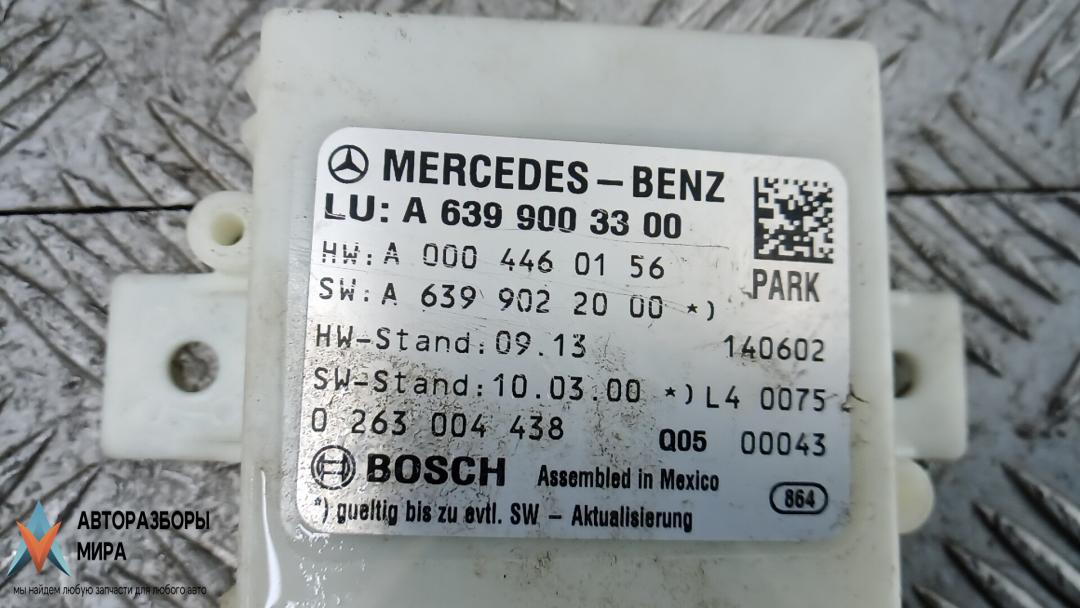 MERCEDES-BENZ
LU: A 639 900 33 00
HW: A 000 446 01 56
PARK
SW: A 639 902 20 00 *)
HW-Stand: 09.13 140602
SW-Stand: 10.03.00 *) L4 0075
0 263 004 438 Q05 00043
BOSCH Assembled in Mexico
864
*) gueltig bis zu evtl. SW - Aktualisierung
АВТОРАЗБОРЫ
МИРА
мы найдем любую запчасти для любого авто